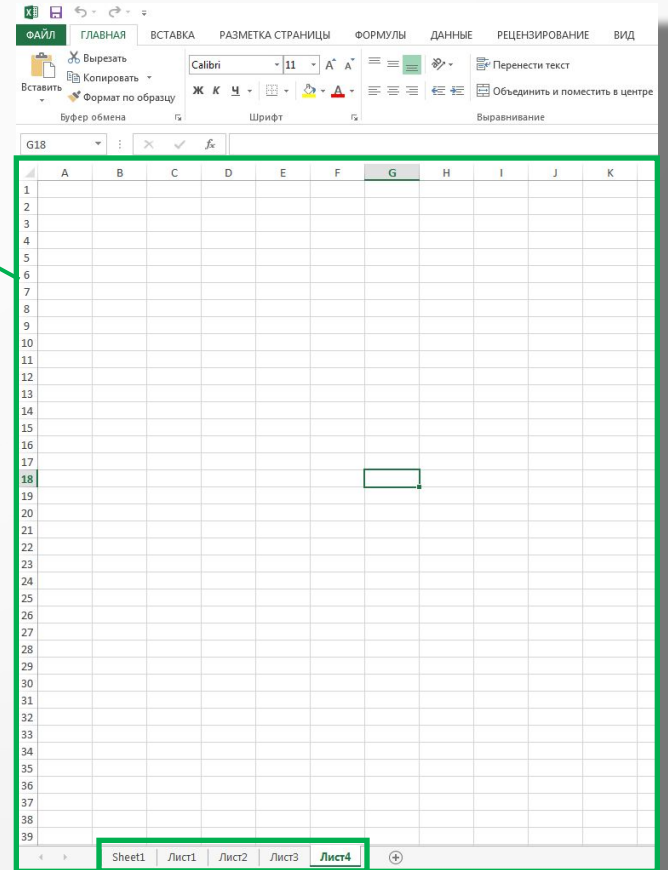 ФАЙЛ ГЛАВНАЯ ВСТАВКА РАЗМЕТКА СТРАНИЦЫ ФОРМУЛЫ ДАННЫЕ РЕЦЕНЗИРОВАНИЕ ВИД
Вставить
Вырезать
Копировать
Формат по образцу
Буфер обмена
Calibri 11
Ж К Ч
Шрифт
Перенести текст
Объединить и поместить в центре
Выравнивание
G18 fx
A B C D E F G H I J K
1
2
3
4
5
6
7
8
9
10
11
12
13
14
15
16
17
18
19
20
21
22
23
24
25
26
27
28
29
30
31
32
33
34
35
36
37
38
39
Sheet1 Лист1 Лист2 Лист3 Лист4